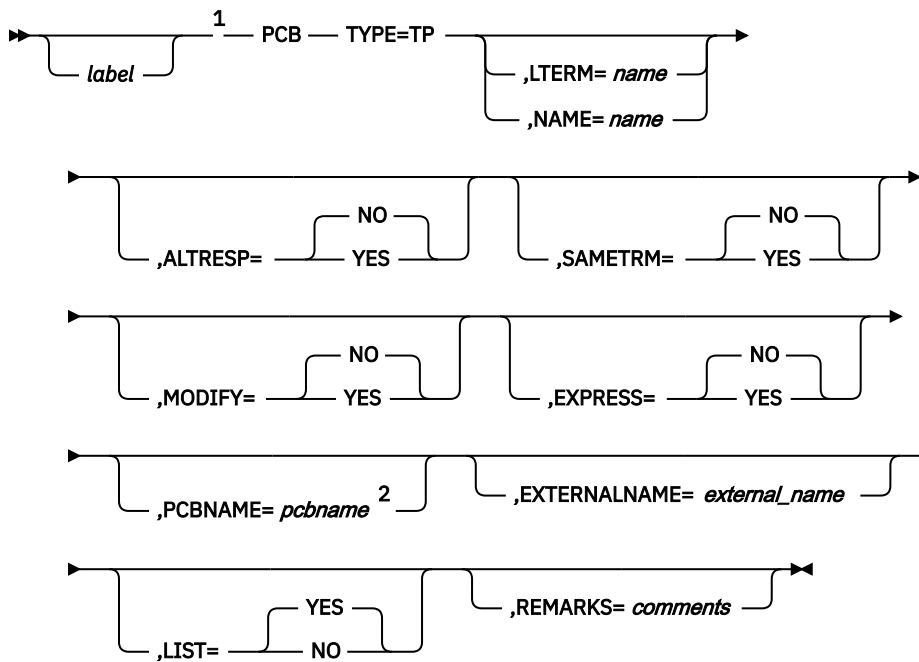 1
PCB TYPE=TP
label
,LTERM= name
,NAME= name
NO NO
,ALTRESP= YES ,SAMETRM= YES
NO NO
,MODIFY= YES ,EXPRESS= YES
,PCBNAME= pcbname 2 ,EXTERNALNAME= external_name
YES
,LIST= NO ,REMARKS= comments